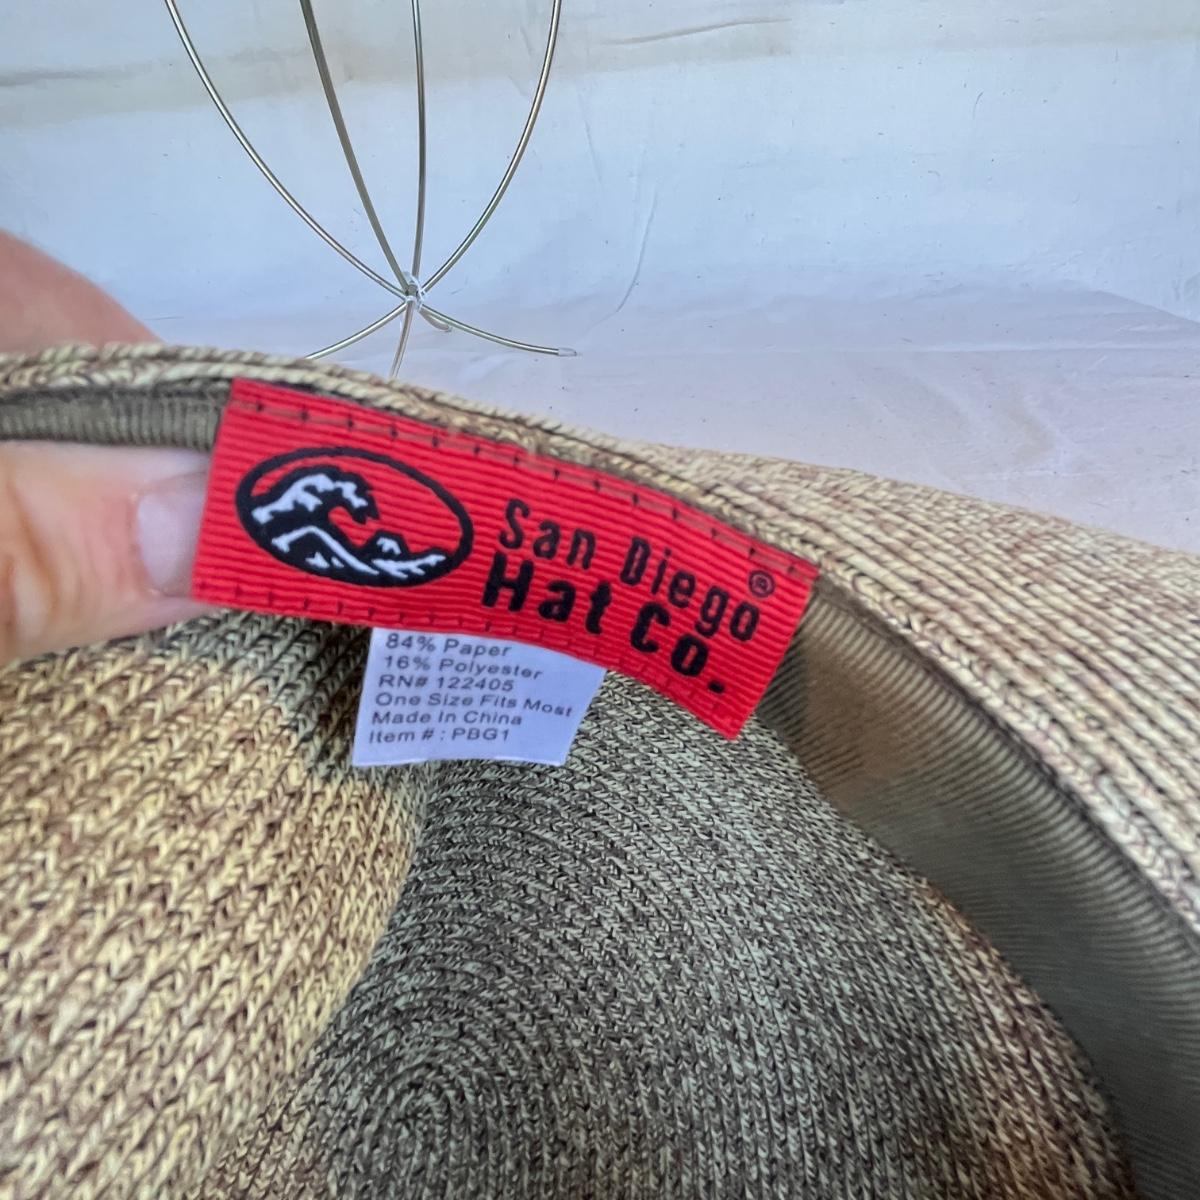 San Diego®
Hat Co.
84% Paper
16% Polyester
RN# 122405
One Size Fits Most
Made In China
Item # : PBG1